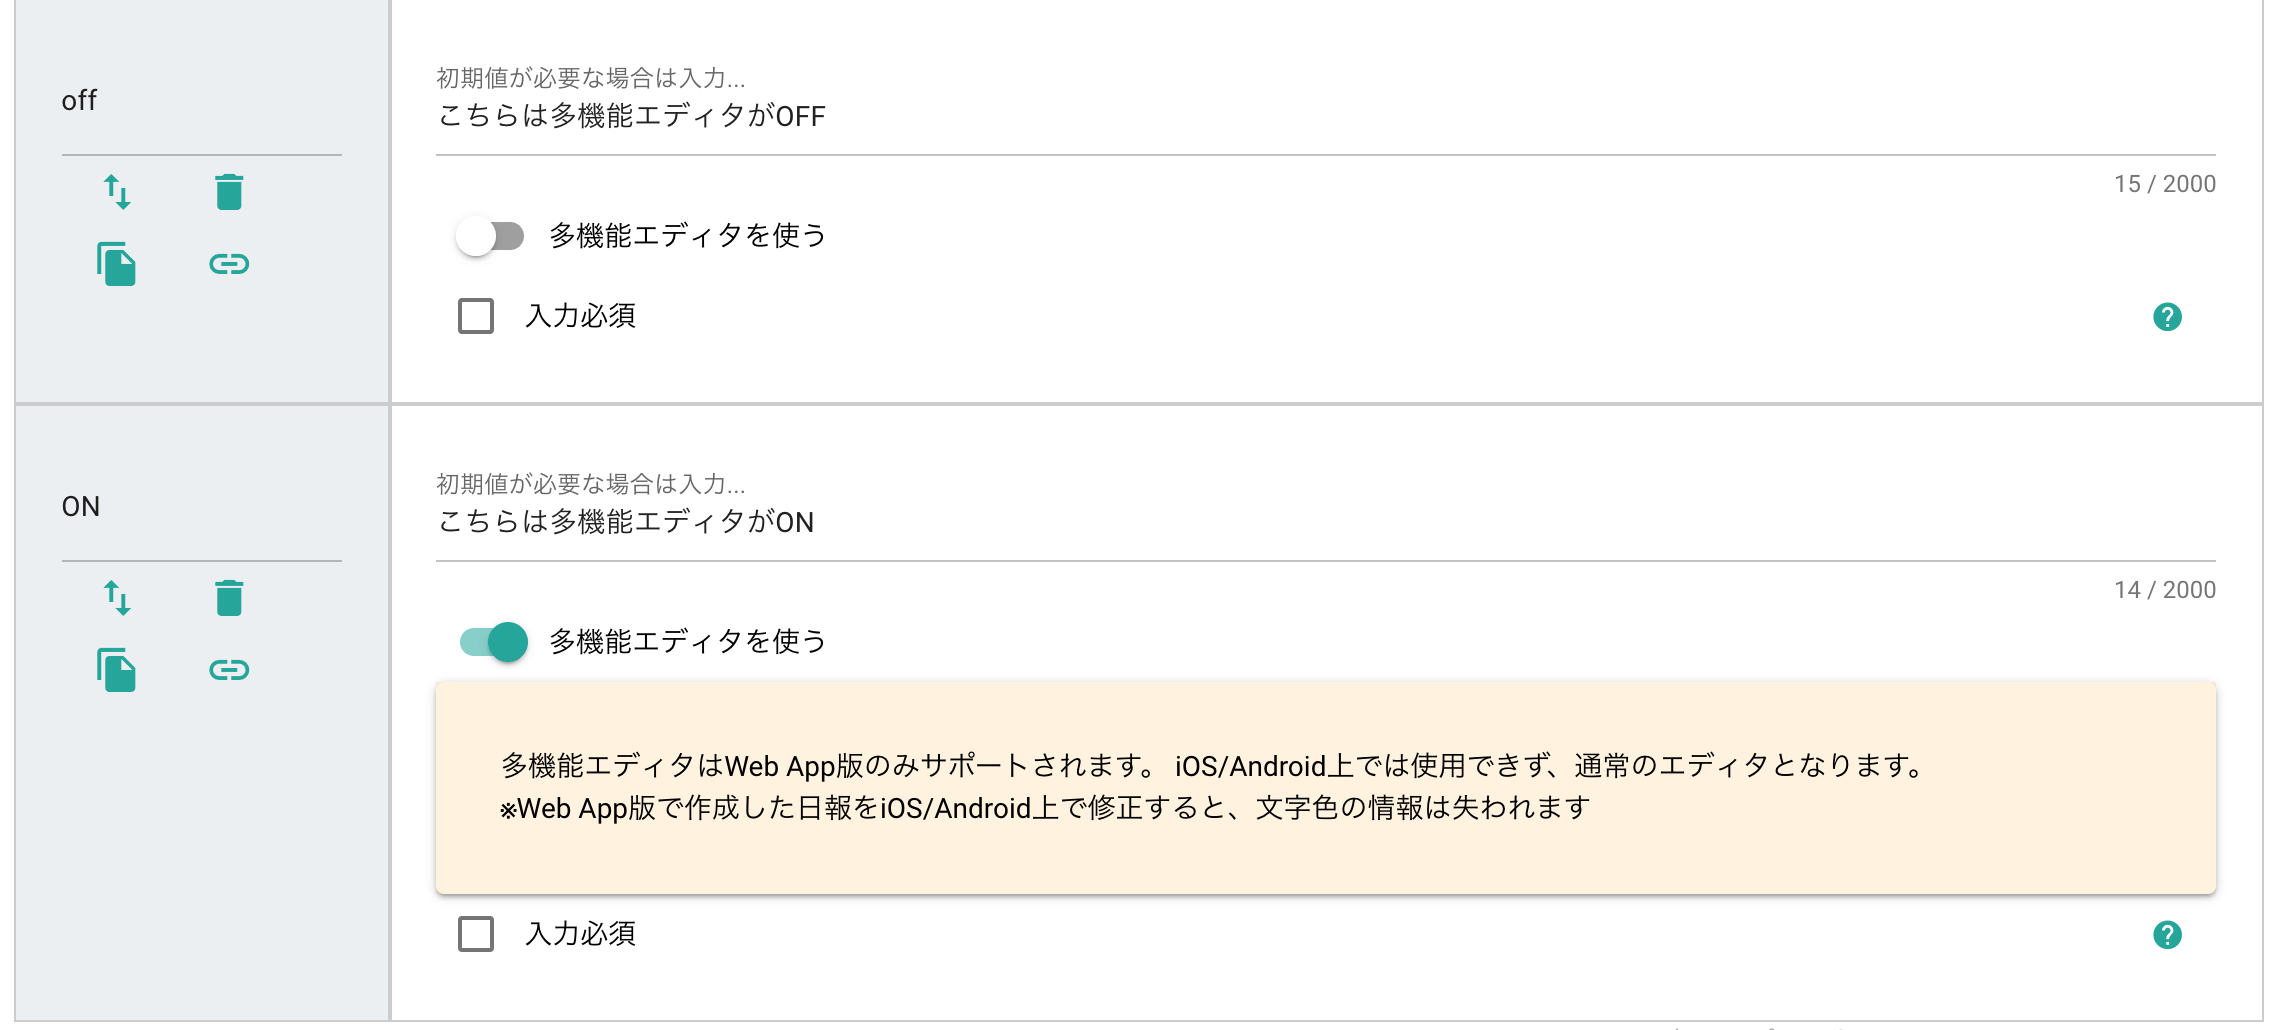 off
初期値が必要な場合は入力...
こちらは多機能エディタがOFF
15 / 2000
多機能エディタを使う
入力必須
ON
初期値が必要な場合は入力...
こちらは多機能エディタがON
14 / 2000
多機能エディタを使う
多機能エディタはWeb App版のみサポートされます。 iOS/Android上では使用できず、通常のエディタとなります。
※Web App版で作成した日報をiOS/Android上で修正すると、文字色の情報は失われます
入力必須